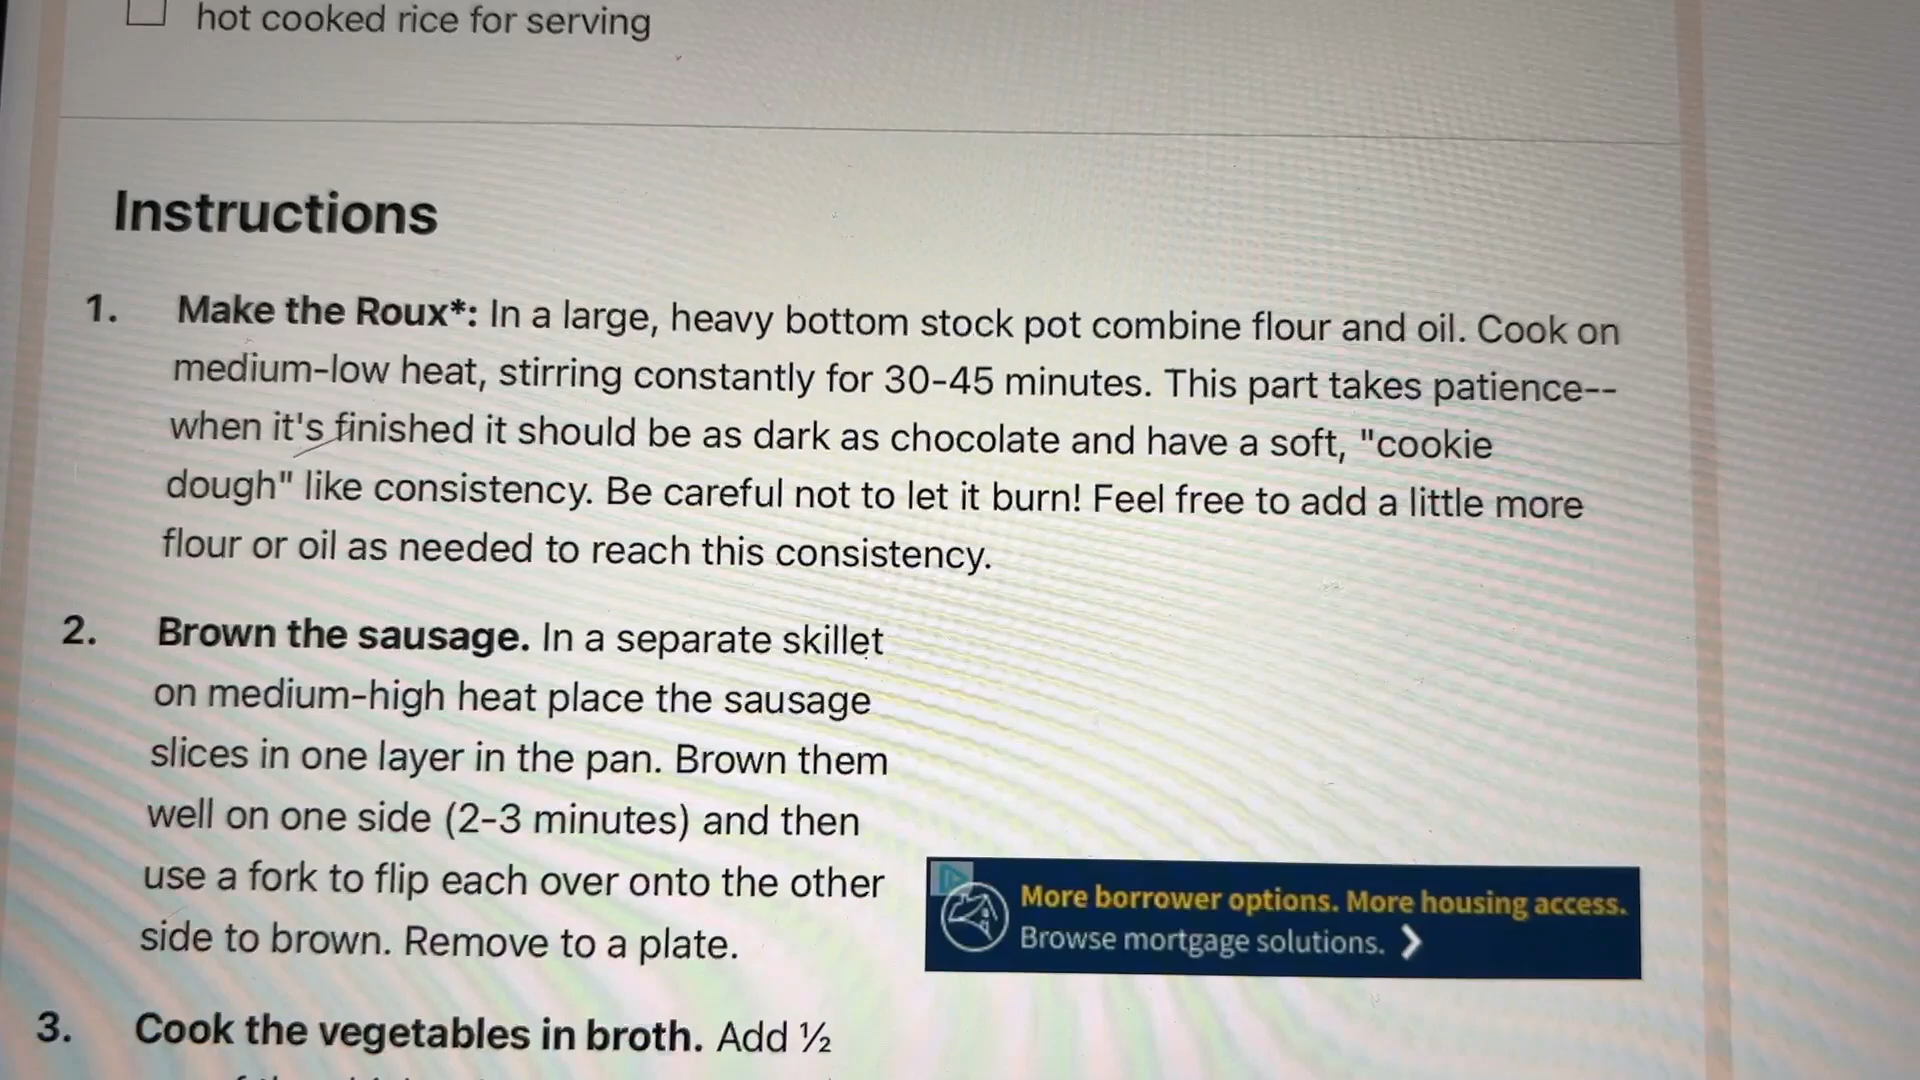 hot cooked rice for serving
Instructions
1. Make the Roux*: In a large, heavy bottom stock pot combine flour and oil. Cook on
medium-low heat, stirring constantly for 30-45 minutes. This part takes patience--
when it's finished it should be as dark as chocolate and have a soft, "cookie
dough" like consistency. Be careful not to let it burn! Feel free to add a little more
flour or oil as needed to reach this consistency.
2. Brown the sausage. In a separate skillet
on medium-high heat place the sausage
slices in one layer in the pan. Brown them
well on one side (2-3 minutes) and then
use a fork to flip each over onto the other
side to brown. Remove to a plate.
More borrower options. More housing access.
Browse mortgage solutions.
3. Cook the vegetables in broth. Add ½